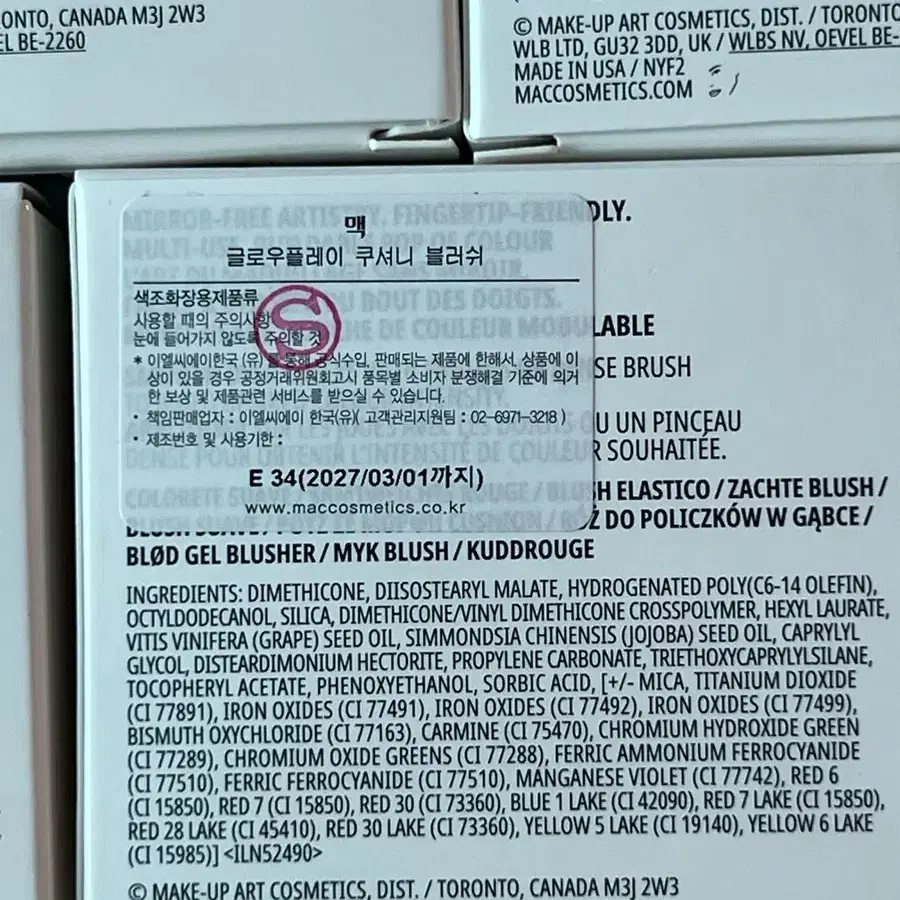 ONTO, CANADA M3J 2W3
EL BE-2260
© MAKE-UP ART COSMETICS, DIST. / TORONTO
WLB LTD, GU32 3DD, UK / WLBS NV, OEVEL BE-
MADE IN USA / NYF2
MACCOSMETICS.COM
MIRROR-FREE ARTISTRY. FINGERTIP-FRIENDLY.
맥
글로우플레이 쿠셔니 블러쉬
색조화장용제품류
사용할 때의 주의사항
눈에 들어가지 않도록 주의할 것
S
* 이엘씨에이한국 (유) 를 통해 공식수입, 판매되는 제품에 한해서, 상품에 이
상이 있을 경우 공정거래위원회고시 품목별 소비자 분쟁해결 기준에 의거
한 보상 및 제품관련 서비스를 받으실 수 있습니다.
• 책임판매업자 : 이엘씨에이 한국(유)( 고객관리지원팀 : 02-6971-3218 )
• 제조번호 및 사용기한 :
E 34(2027/03/01까지)
www.maccosmetics.co.kr
LABLE
SE BRUSH
OU UN PINCEAU
R SOUHAITÉE.
BLUSH ELASTICO / ZACHTE BLUSH /
RÓŻ DO POLICZKÓW W GĄBCE /
BLØD GEL BLUSHER / MYK BLUSH / KUDDROUGE
INGREDIENTS: DIMETHICONE, DIISOSTEARYL MALATE, HYDROGENATED POLY(C6-14 OLEFIN),
OCTYLDODECANOL, SILICA, DIMETHICONE/VINYL DIMETHICONE CROSSPOLYMER, HEXYL LAURATE,
VITIS VINIFERA (GRAPE) SEED OIL, SIMMONDSIA CHINENSIS (JOJOBA) SEED OIL, CAPRYLYL
GLYCOL, DISTEARDIMONIUM HECTORITE, PROPYLENE CARBONATE, TRIETHOXYCAPRYLYLSILANE,
TOCOPHERYL ACETATE, PHENOXYETHANOL, SORBIC ACID, [+/- MICA, TITANIUM DIOXIDE
(CI 77891), IRON OXIDES (CI 77491), IRON OXIDES (CI 77492), IRON OXIDES (CI 77499),
BISMUTH OXYCHLORIDE (CI 77163), CARMINE (CI 75470), CHROMIUM HYDROXIDE GREEN
(CI 77289), CHROMIUM OXIDE GREENS (CI 77288), FERRIC AMMONIUM FERROCYANIDE
(CI 77510), FERRIC FERROCYANIDE (CI 77510), MANGANESE VIOLET (CI 77742), RED 6
(CI 15850), RED 7 (CI 15850), RED 30 (CI 73360), BLUE 1 LAKE (CI 42090), RED 7 LAKE (CI 15850),
RED 28 LAKE (CI 45410), RED 30 LAKE (CI 73360), YELLOW 5 LAKE (CI 19140), YELLOW 6 LAKE
(CI 15985)] <ILN52490>
© MAKE-UP ART COSMETICS, DIST. / TORONTO, CANADA M3J 2W3